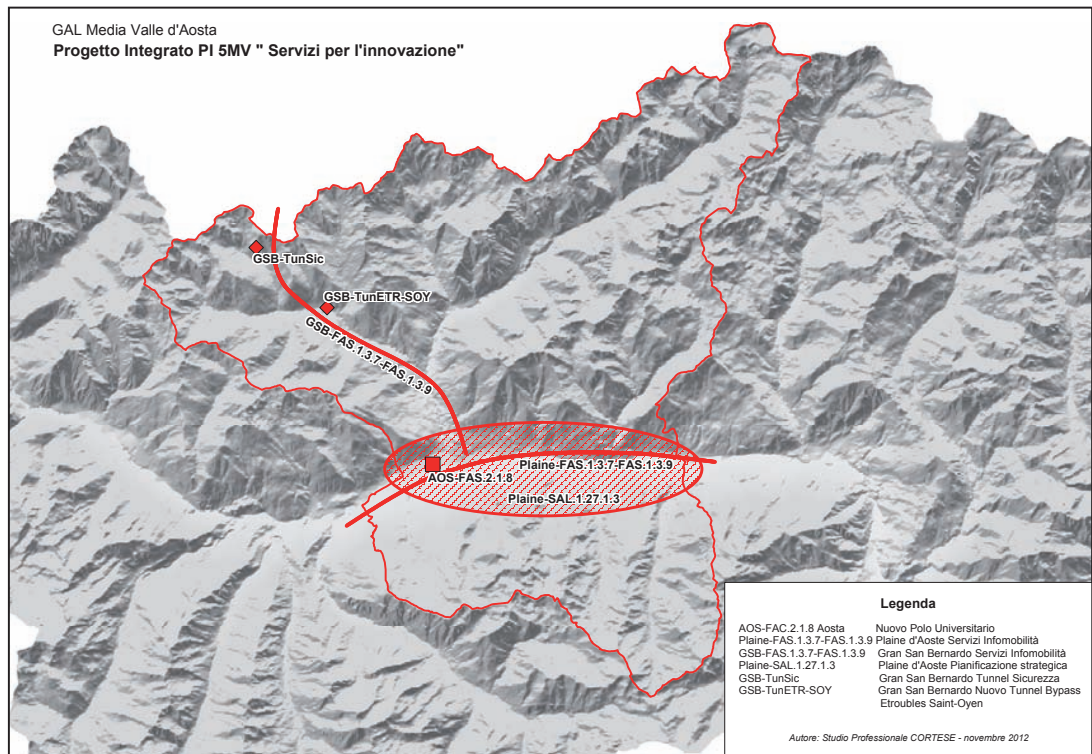 GAL Media Valle d'Aosta
Progetto Integrato PI 5MV " Servizi per l'innovazione"
GSB-TunSic
GSB-TunETR-SOY
GSB-FAS.1.3.7-FAS.1.3.9
Plaine-FAS.1.3.7-FAS.1.3.9
AOS-FAS.2.1.8
Plaine-SAL.1.27.1.3
Legenda
AOS-FAC.2.1.8 Aosta Nuovo Polo Universitario
Plaine-FAS.1.3.7-FAS.1.3.9 Plaine d'Aoste Servizi Infomobilità
GSB-FAS.1.3.7-FAS.1.3.9 Gran San Bernardo Servizi Infomobilità
Plaine-SAL.1.27.1.3 Plaine d'Aoste Pianificazione strategica
GSB-TunSic Gran San Bernardo Tunnel Sicurezza
GSB-TunETR-SOY Gran San Bernardo Nuovo Tunnel Bypass
Etroubles Saint-Oyen
Autore: Studio Professionale CORTESE - novembre 2012